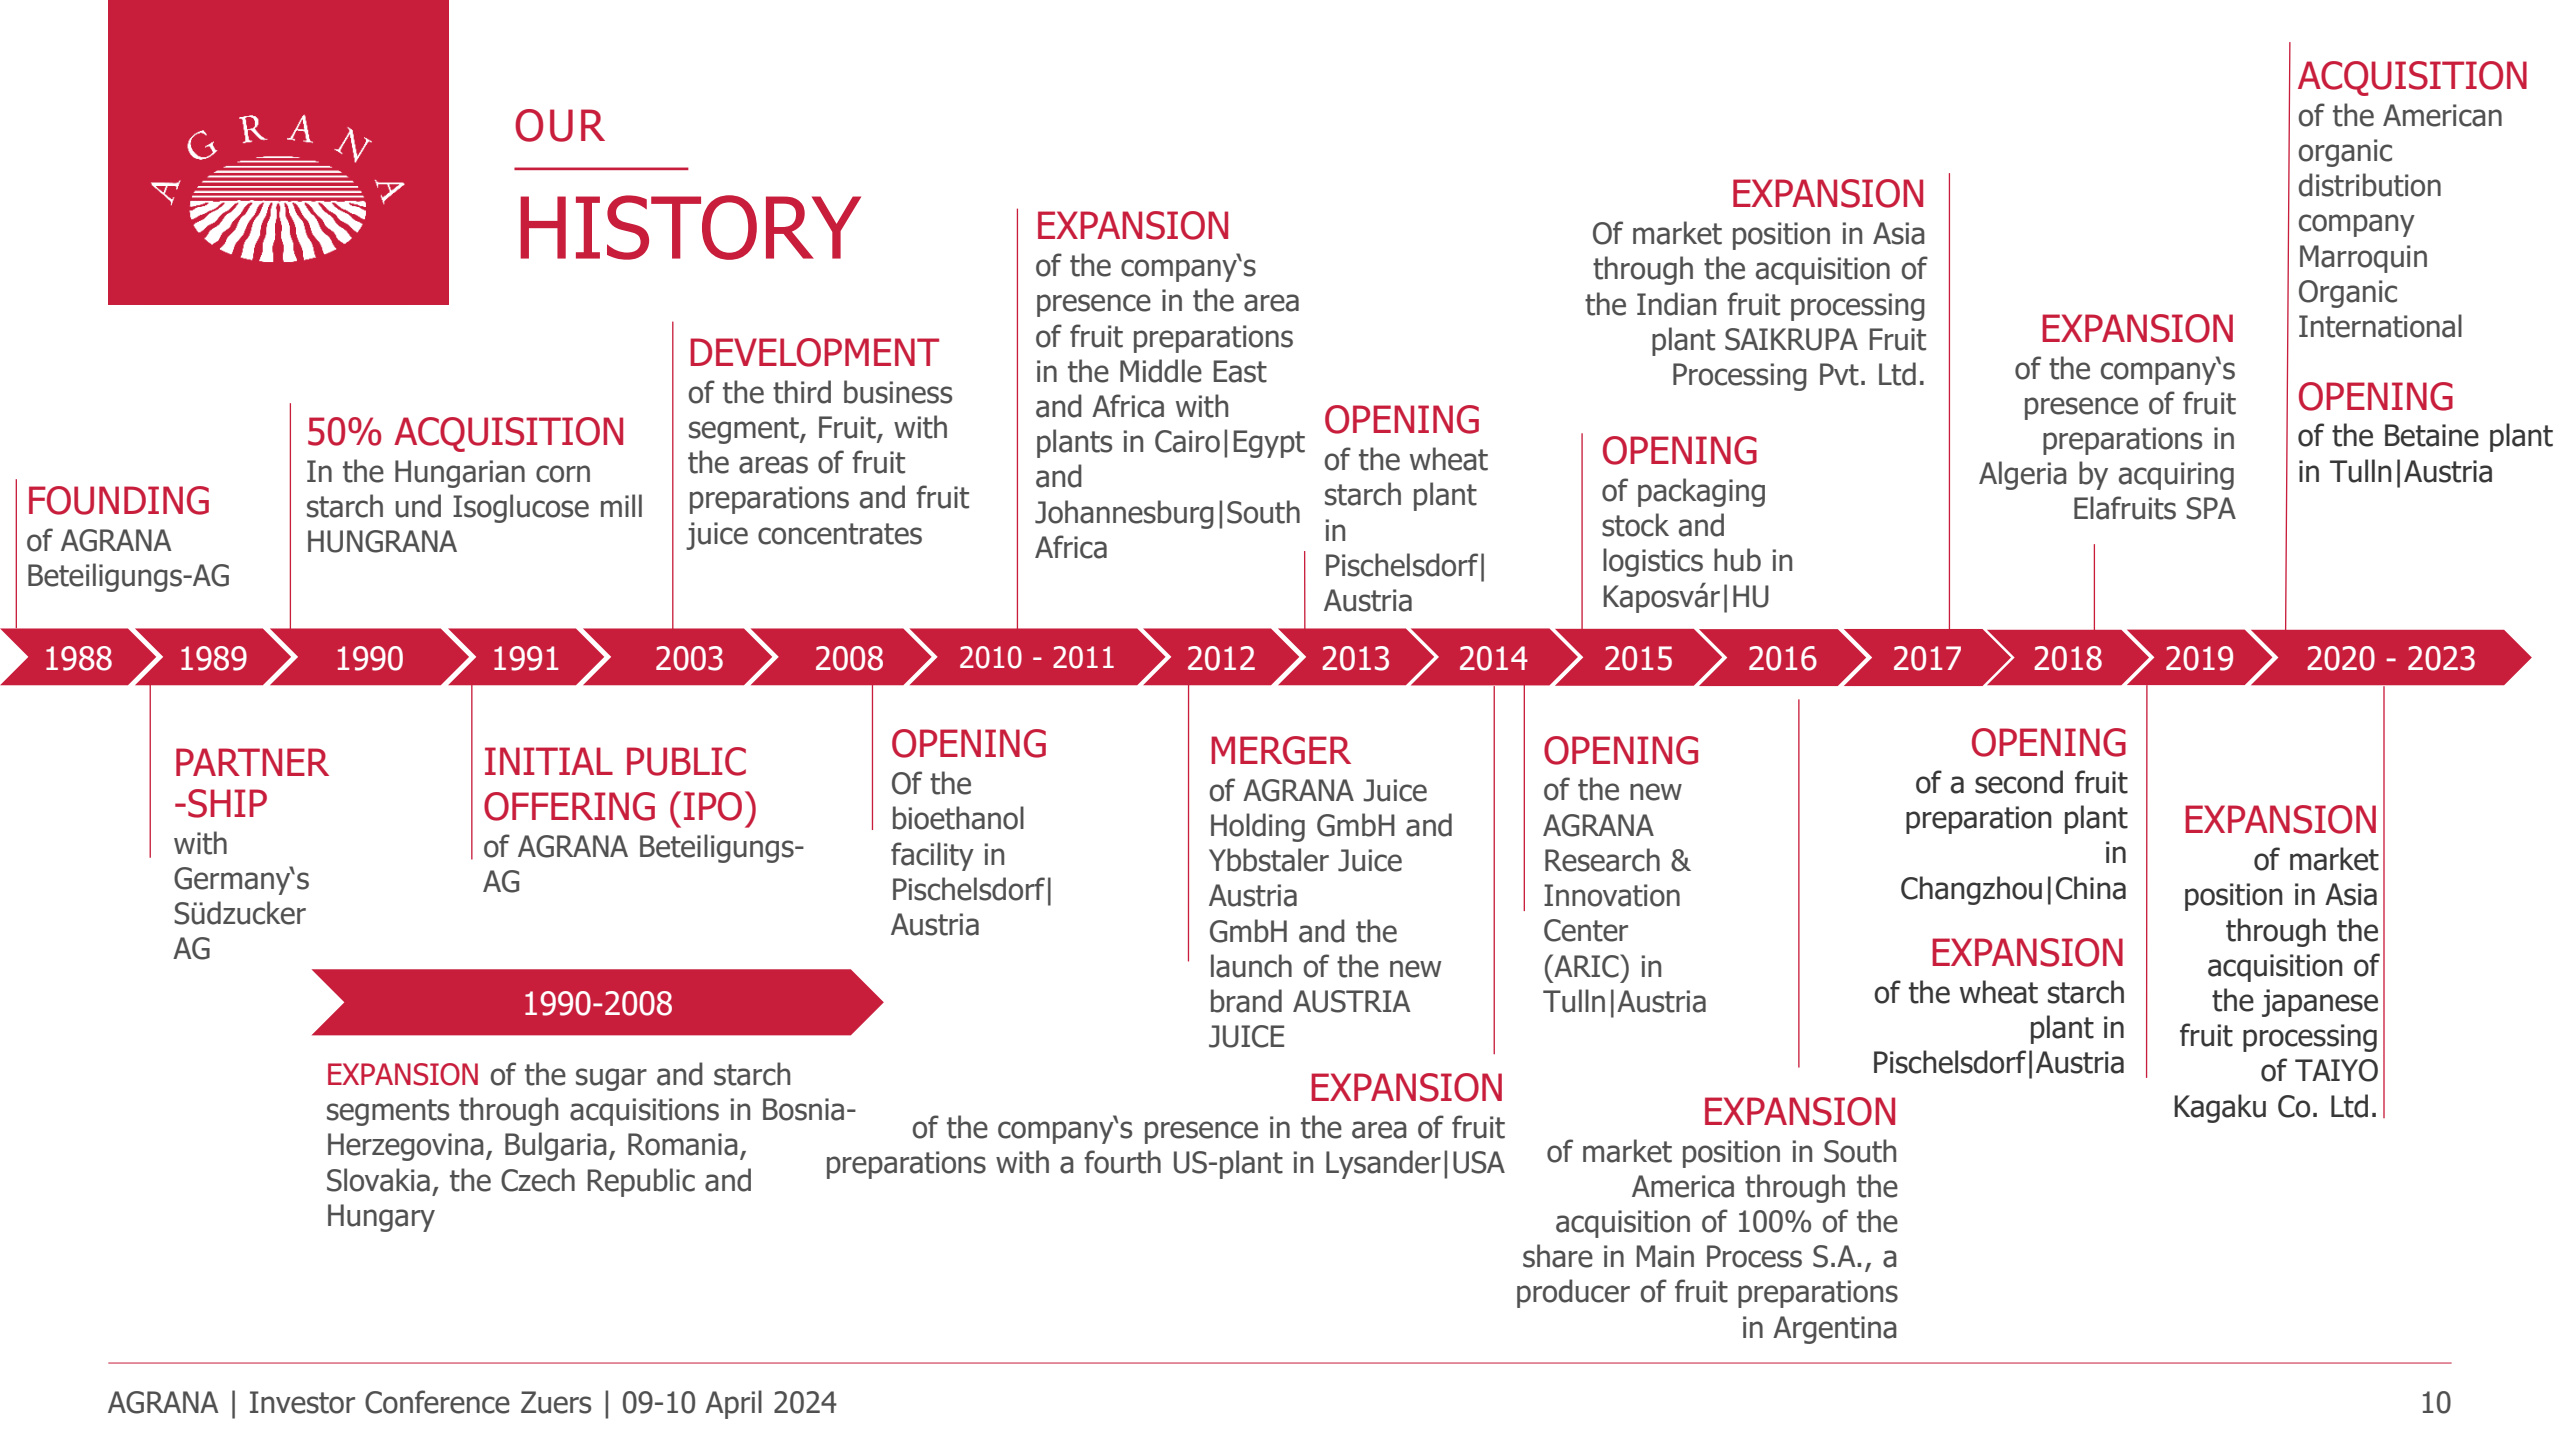 AGRANA
OUR
HISTORY
FOUNDING
of AGRANA
Beteiligungs-AG
50% ACQUISITION
In the Hungarian corn
starch und Isoglucose mill
HUNGRANA
DEVELOPMENT
of the third business
segment, Fruit, with
the areas of fruit
preparations and fruit
juice concentrates
EXPANSION
of the company‘s
presence in the area
of fruit preparations
in the Middle East
and Africa with
plants in Cairo|Egypt
and
Johannesburg|South
Africa
OPENING
of the wheat
starch plant
in
Pischelsdorf|
Austria
EXPANSION
Of market position in Asia
through the acquisition of
the Indian fruit processing
plant SAIKRUPA Fruit
Processing Pvt. Ltd.
OPENING
of packaging
stock and
logistics hub in
Kaposvár|HU
EXPANSION
of the company‘s
presence of fruit
preparations in
Algeria by acquiring
Elafruits SPA
ACQUISITION
of the American
organic
distribution
company
Marroquin
Organic
International
OPENING
of the Betaine plant
in Tulln|Austria
1988 1989 1990 1991 2003 2008 2010 - 2011 2012 2013 2014 2015 2016 2017 2018 2019 2020 - 2023
PARTNER
-SHIP
with
Germany‘s
Südzucker
AG
INITIAL PUBLIC
OFFERING (IPO)
of AGRANA Beteiligungs-
AG
OPENING
Of the
bioethanol
facility in
Pischelsdorf|
Austria
MERGER
of AGRANA Juice
Holding GmbH and
Ybbstaler Juice
Austria
GmbH and the
launch of the new
brand AUSTRIA
JUICE
OPENING
of the new
AGRANA
Research &
Innovation
Center
(ARIC) in
Tulln|Austria
OPENING
of a second fruit
preparation plant
in
Changzhou|China
EXPANSION
of the wheat starch
plant in
Pischelsdorf|Austria
EXPANSION
of market
position in Asia
through the
acquisition of
the japanese
fruit processing
of TAIYO
Kagaku Co. Ltd.
1990-2008
EXPANSION of the sugar and starch
segments through acquisitions in Bosnia-
Herzegovina, Bulgaria, Romania,
Slovakia, the Czech Republic and
Hungary
EXPANSION
of the company‘s presence in the area of fruit
preparations with a fourth US-plant in Lysander|USA
EXPANSION
of market position in South
America through the
acquisition of 100% of the
share in Main Process S.A., a
producer of fruit preparations
in Argentina
AGRANA | Investor Conference Zuers | 09-10 April 2024
10